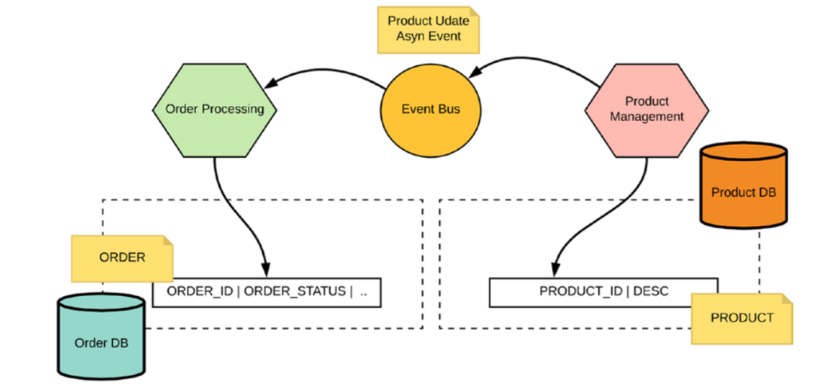 Product Udate
Asyn Event
Order Processing
Event Bus
Product
Management
Product DB
ORDER
ORDER_ID | ORDER_STATUS | ..
PRODUCT_ID | DESC
PRODUCT
Order DB